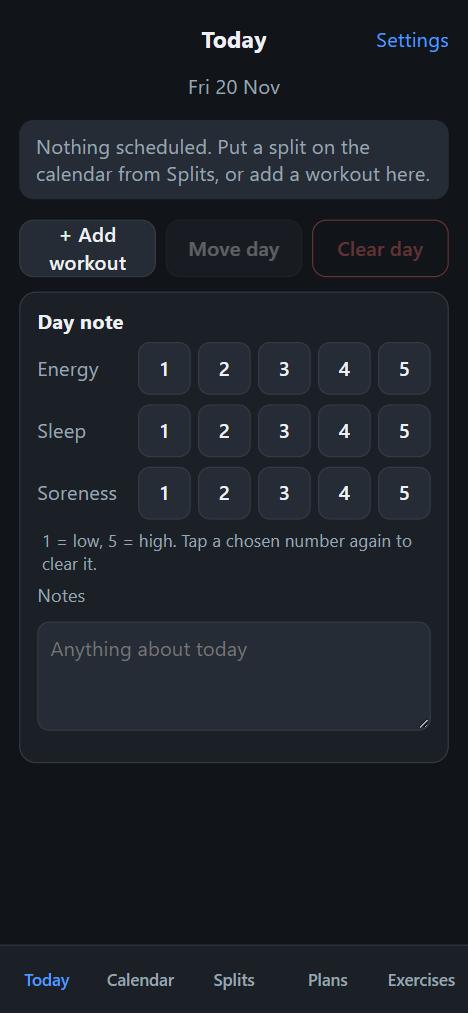 Today
Settings
Fri 20 Nov
Nothing scheduled. Put a split on the
calendar from Splits, or add a workout here.
+ Add
workout
Move day
Clear day
Day note
Energy 1 2 3 4 5
Sleep 1 2 3 4 5
Soreness 1 2 3 4 5
1 = low, 5 = high. Tap a chosen number again to
clear it.
Notes
Anything about today
Today Calendar Splits Plans Exercises